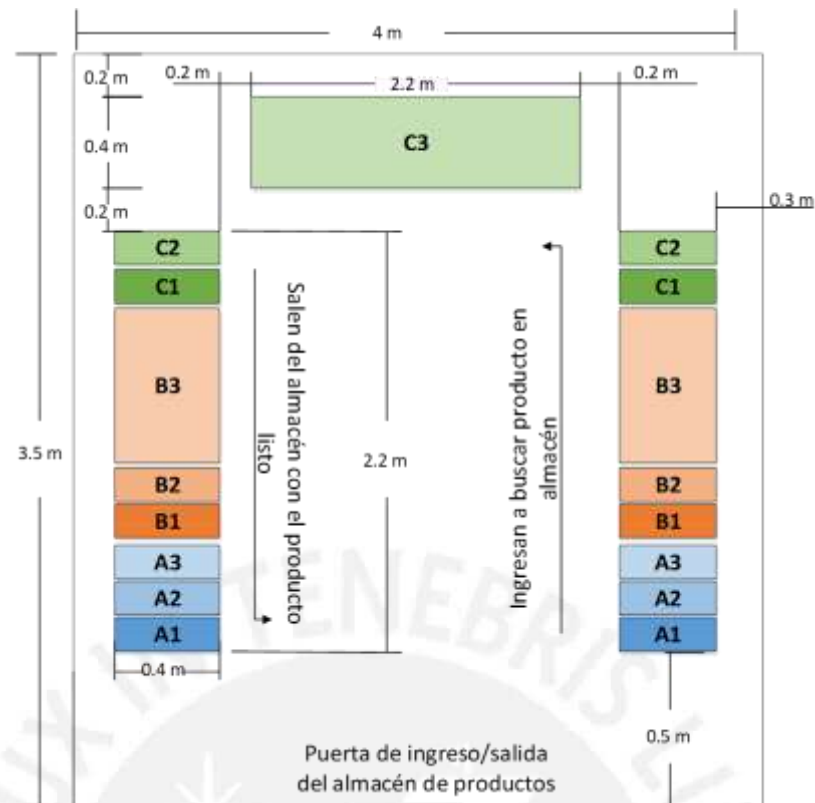 4 m
0.2 m
0.2 m
2.2 m
0.2 m
0.4 m
C3
0.2 m
0.3 m
C2
C2
C1
C1
Salen del almacén con el producto
listo
Ingresan a buscar producto en
almacén
B3
B3
3.5 m
2.2 m
B2
B2
B1
B1
A3
A3
A2
A2
A1
A1
0.4 m
0.5 m
Puerta de ingreso/salida
del almacén de productos
UX IN TENEBRIS L